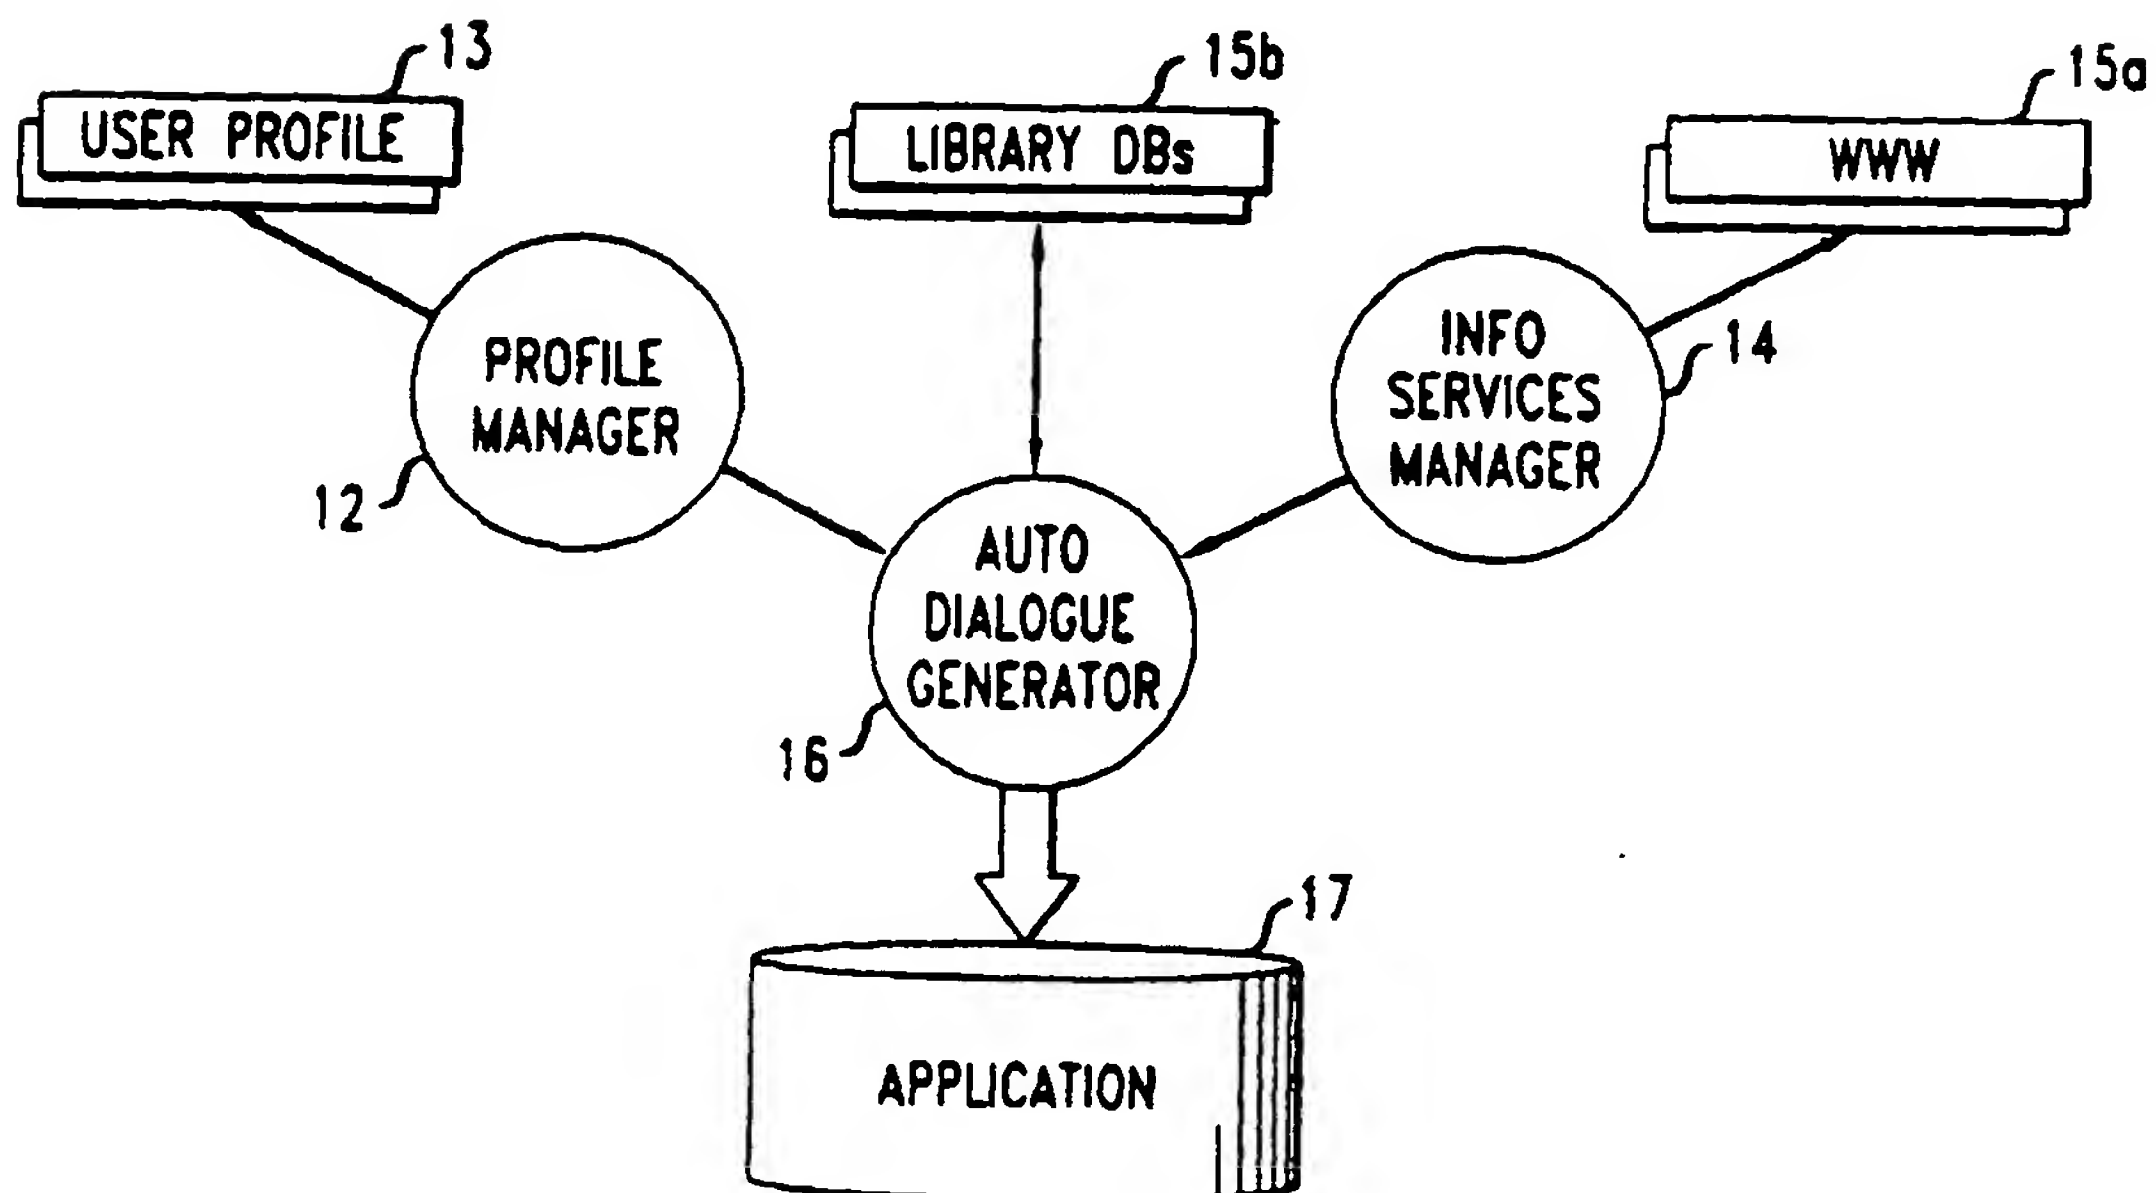 13
15b
15a
USER PROFILE
LIBRARY DBs
WWW
PROFILE
MANAGER
12
INFO
SERVICES
MANAGER
14
AUTO
DIALOGUE
GENERATOR
16
17
APPLICATION